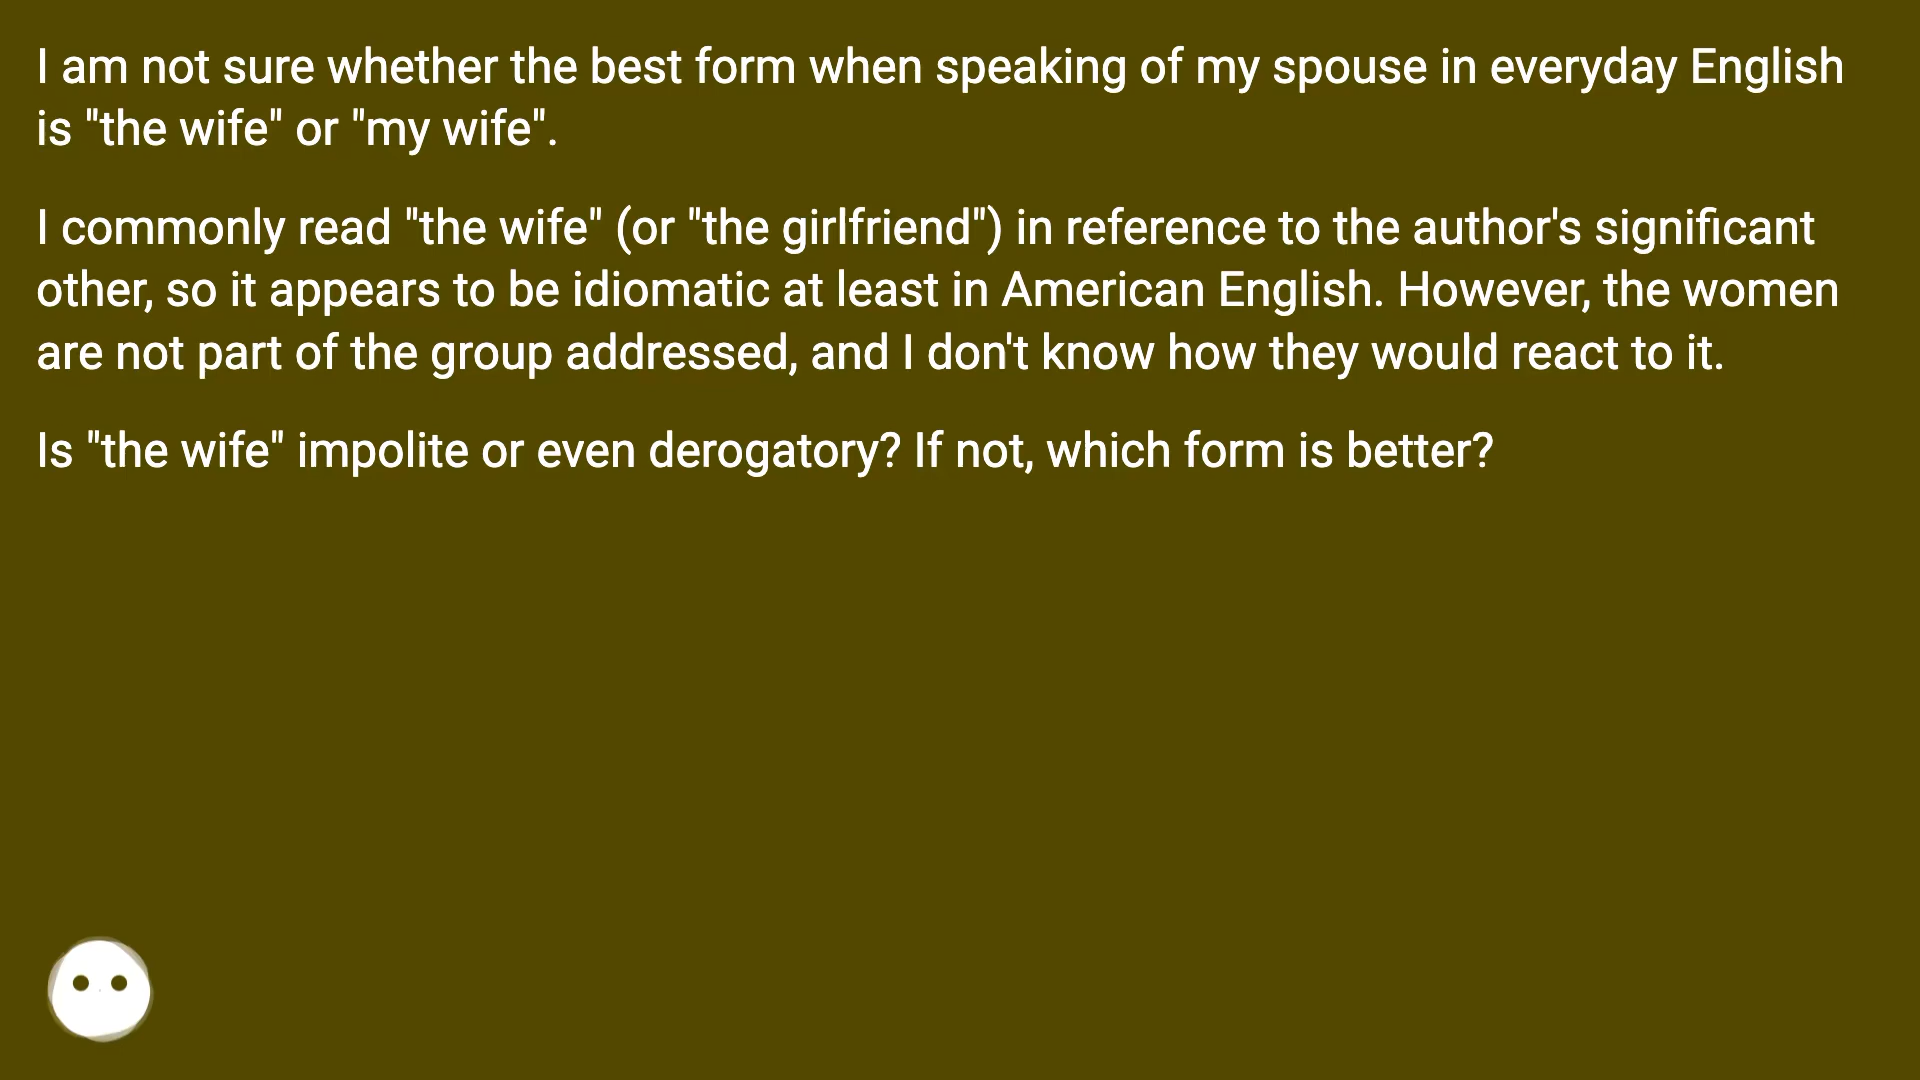 I am not sure whether the best form when speaking of my spouse in everyday English
is "the wife" or "my wife".
I commonly read "the wife" (or "the girlfriend") in reference to the author's significant
other, so it appears to be idiomatic at least in American English. However, the women
are not part of the group addressed, and I don't know how they would react to it.
Is "the wife" impolite or even derogatory? If not, which form is better?